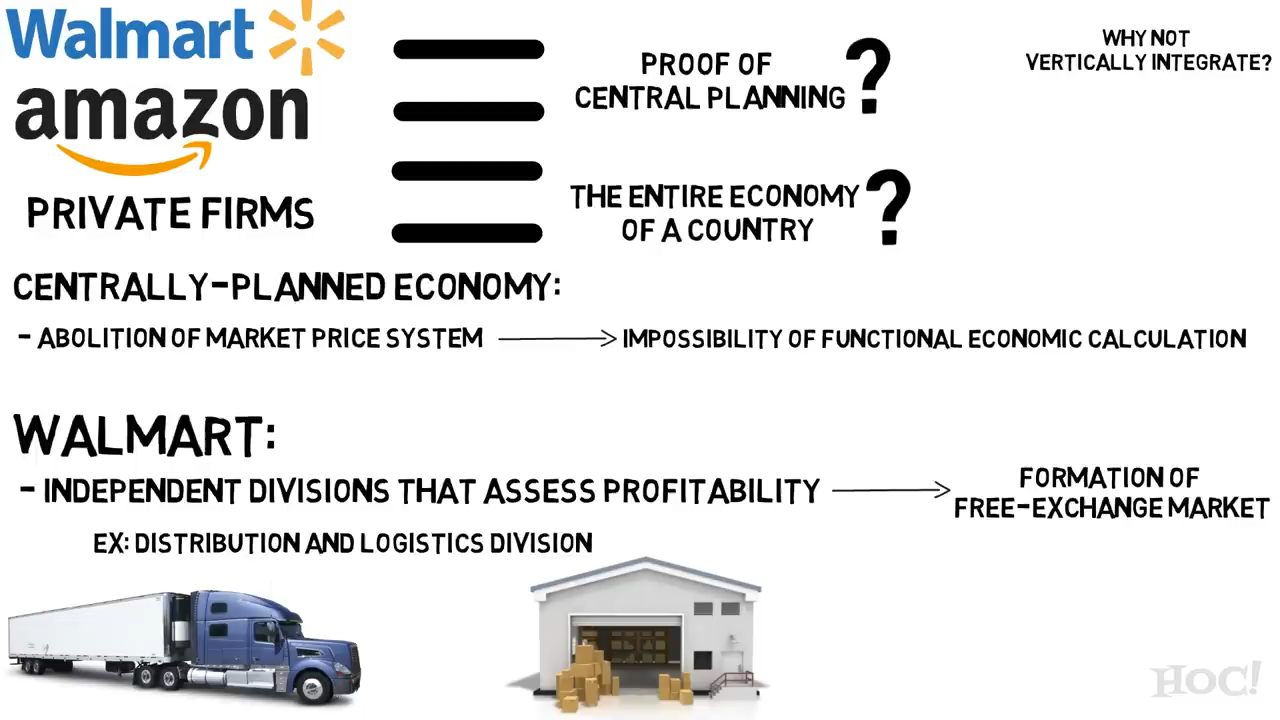 Walmart
amazon
PRIVATE FIRMS
PROOF OF
CENTRAL PLANNING?
THE ENTIRE ECONOMY
OF A COUNTRY?
WHY NOT
VERTICALLY INTEGRATE?
CENTRALLY-PLANNED ECONOMY:
- ABOLITION OF MARKET PRICE SYSTEM
IMPOSSIBILITY OF FUNCTIONAL ECONOMIC CALCULATION
WALMART:
- INDEPENDENT DIVISIONS THAT ASSESS PROFITABILITY
FORMATION OF
FREE-EXCHANGE MARKET
EX: DISTRIBUTION AND LOGISTICS DIVISION
HOC!